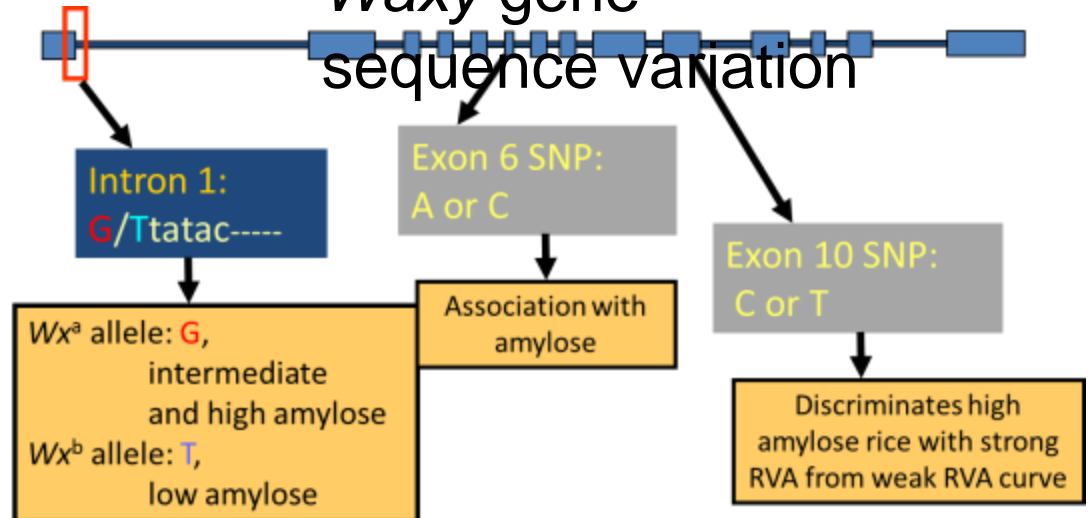 Waxy gene
sequence variation
Intron 1:
G/Ttatac-----
Exon 6 SNP:
A or C
Exon 10 SNP:
C or T
Wxᵃ allele: G,
intermediate
and high amylose
Wxᵇ allele: T,
low amylose
Association with
amylose
Discriminates high
amylose rice with strong
RVA from weak RVA curve